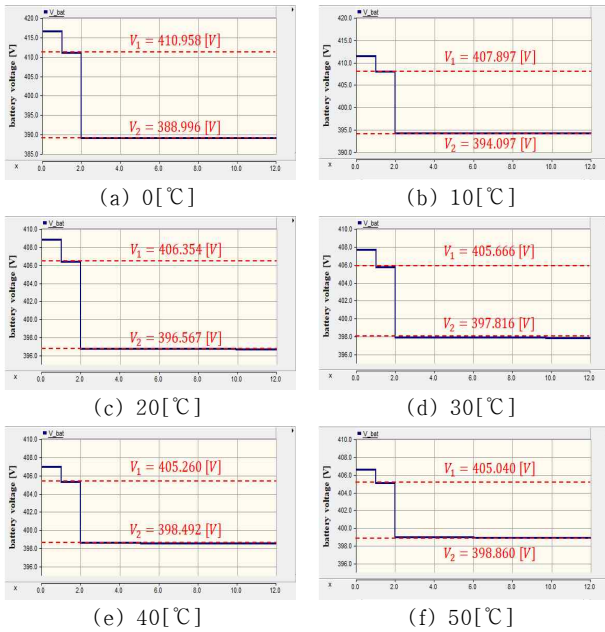 V_bat
battery voltage [V]
420.0
415.0
410.0
405.0
400.0
395.0
390.0
385.0
V₁ = 410.958 [V]
V₂ = 388.996 [V]
x 0.0 2.0 4.0 6.0 8.0 10.0 12.0
(a) 0[℃]
V_bat
battery voltage [V]
420.0
415.0
410.0
405.0
400.0
395.0
390.0
V₁ = 407.897 [V]
V₂ = 394.097 [V]
x 0.0 2.0 4.0 6.0 8.0 10.0 12.0
(b) 10[℃]
V_bat
battery voltage [V]
410.0
408.0
406.0
404.0
402.0
400.0
398.0
396.0
V₁ = 406.354 [V]
V₂ = 396.567 [V]
x 0.0 2.0 4.0 6.0 8.0 10.0 12.0
(c) 20[℃]
V_bat
battery voltage [V]
410.0
408.0
406.0
404.0
402.0
400.0
398.0
396.0
V₁ = 405.666 [V]
V₂ = 397.816 [V]
x 0.0 2.0 4.0 6.0 8.0 10.0 12.0
(d) 30[℃]
V_bat
battery voltage [V]
410.0
408.0
406.0
404.0
402.0
400.0
398.0
396.0
V₁ = 405.260 [V]
V₂ = 398.492 [V]
x 0.0 2.0 4.0 6.0 8.0 10.0 12.0
(e) 40[℃]
V_bat
battery voltage [V]
408.0
406.0
404.0
402.0
400.0
398.0
396.0
V₁ = 405.040 [V]
V₂ = 398.860 [V]
x 0.0 2.0 4.0 6.0 8.0 10.0 12.0
(f) 50[℃]